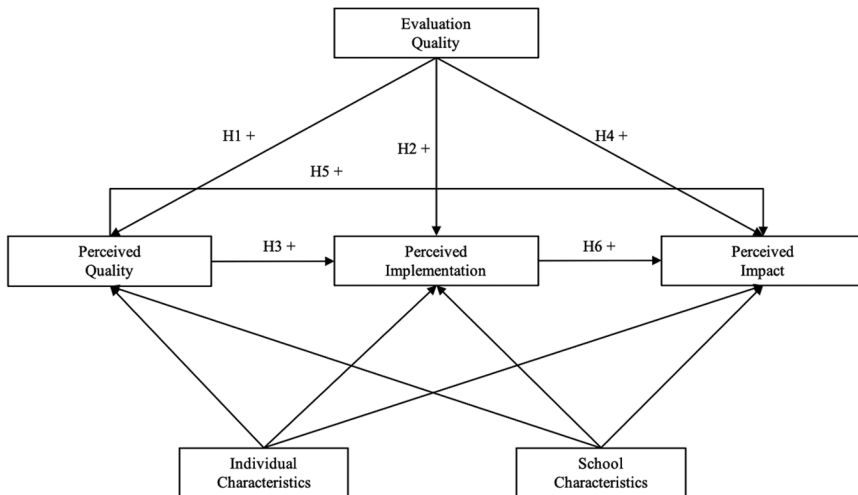 Evaluation
Quality
H1 +
H2 +
H4 +
H5 +
Perceived
Quality
H3 +
Perceived
Implementation
H6 +
Perceived
Impact
Individual
Characteristics
School
Characteristics